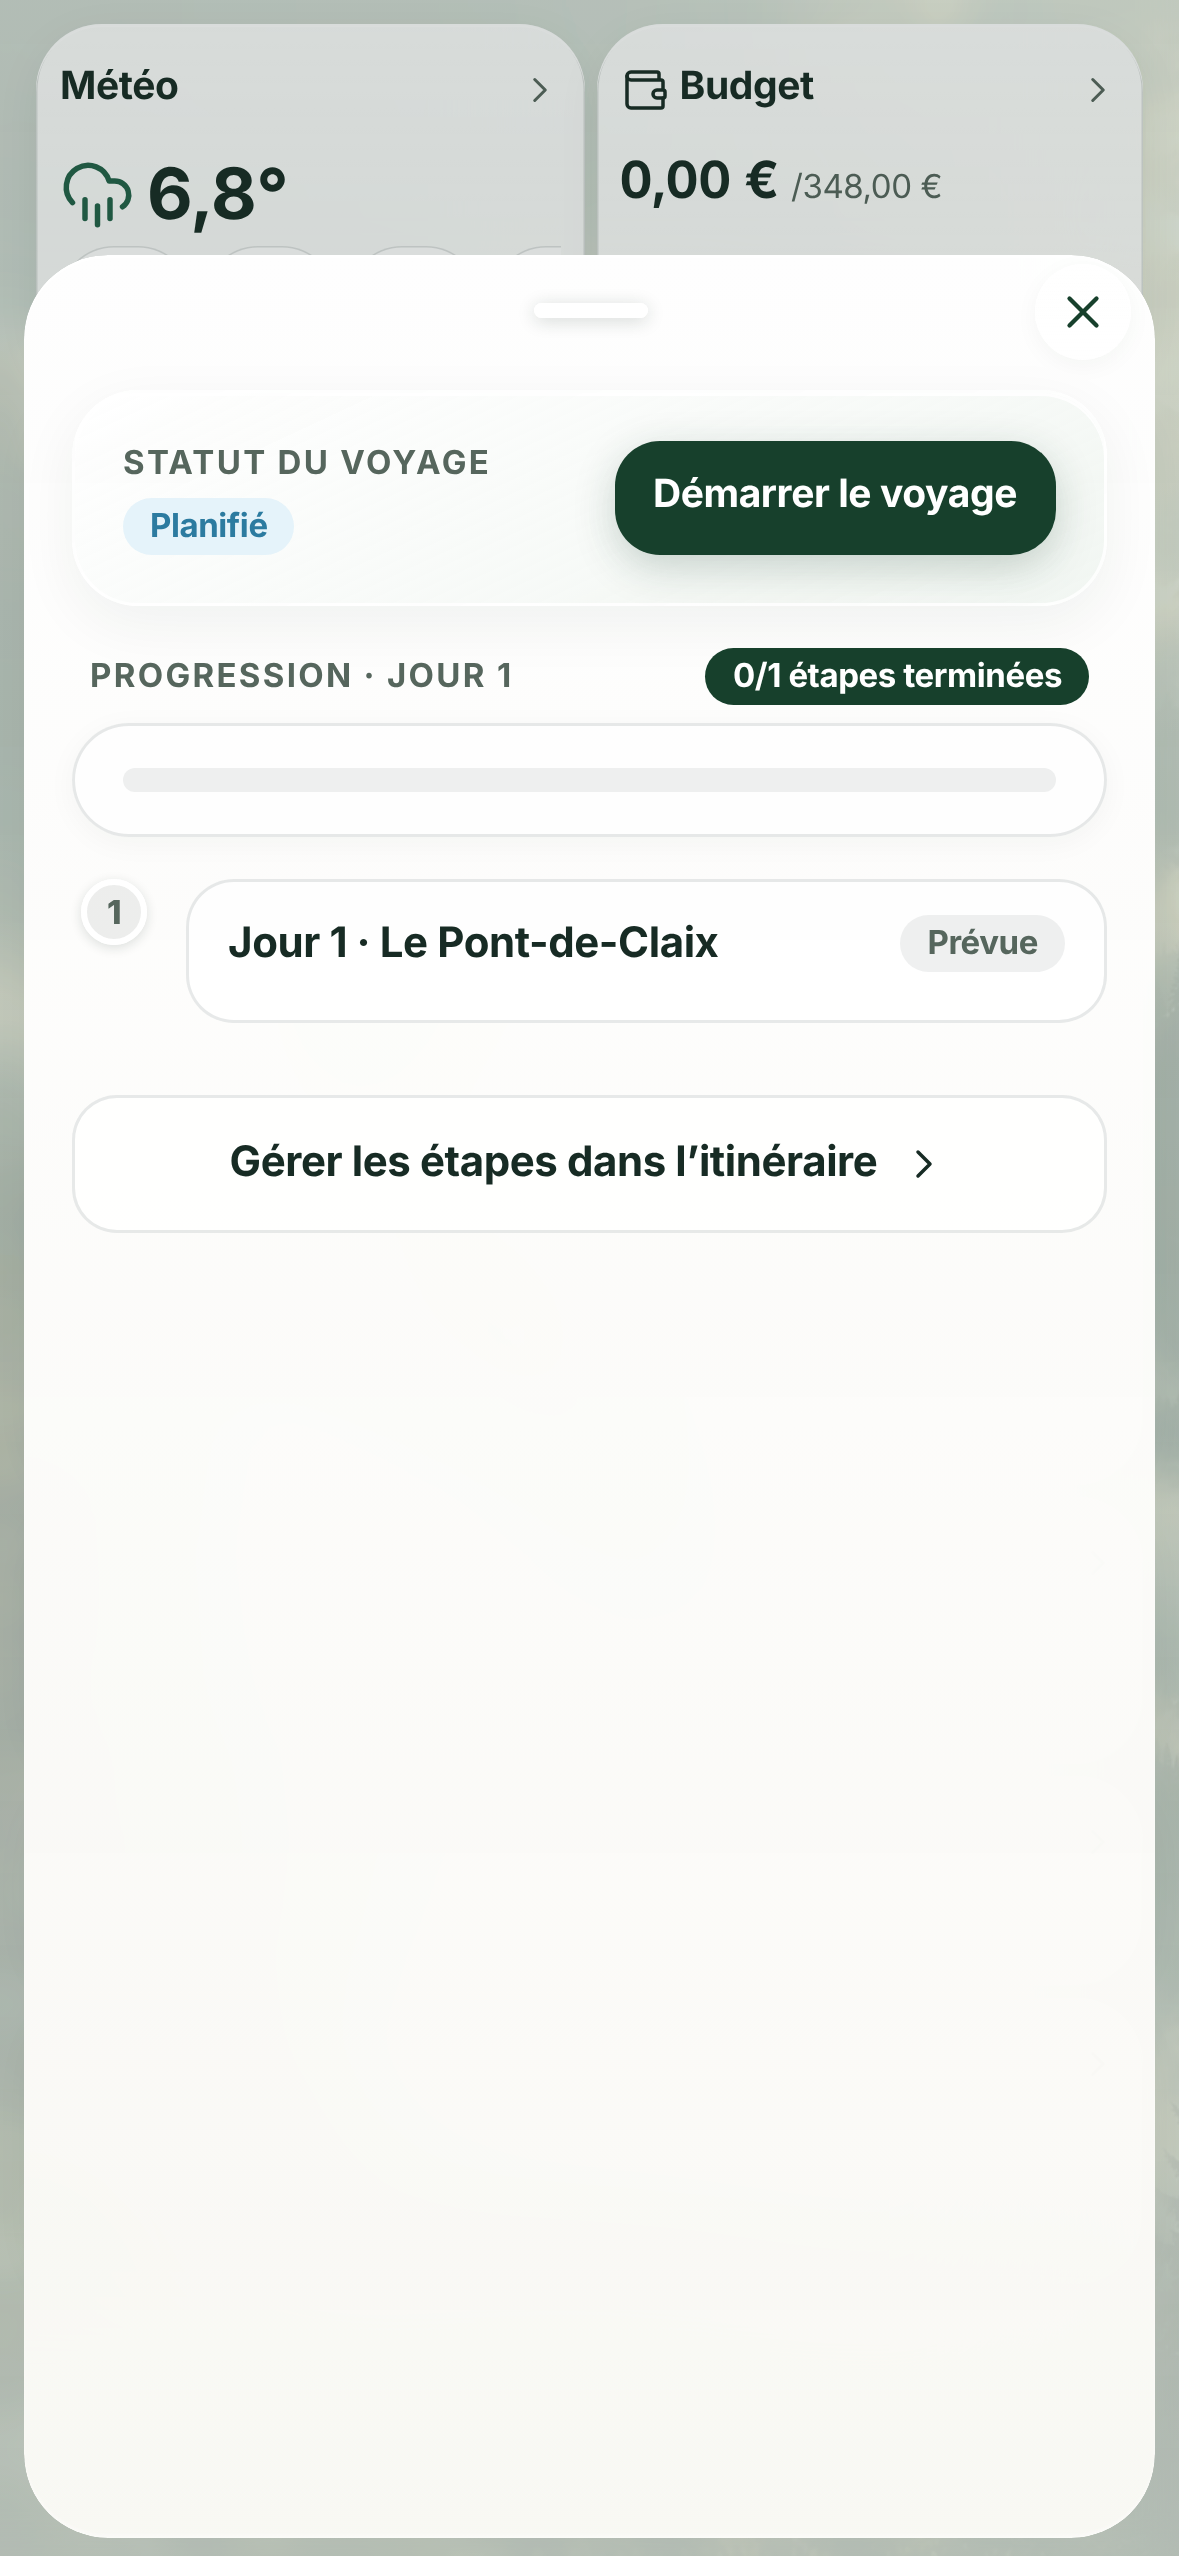 Météo
Budget
6,8°
0,00 € /348,00 €
STATUT DU VOYAGE
Planifié
Démarrer le voyage
PROGRESSION · JOUR 1
0/1 étapes terminées
1
Jour 1 · Le Pont-de-Claix
Prévue
Gérer les étapes dans l’itinéraire